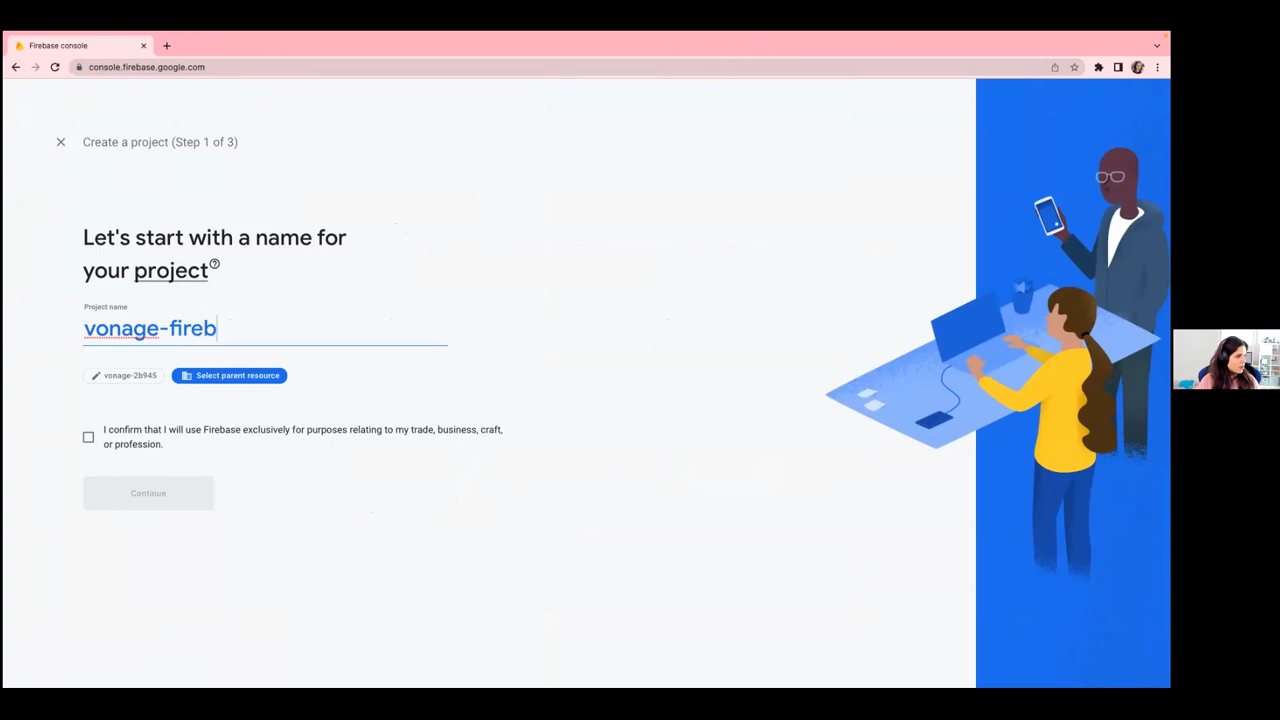 Firebase console
console.firebase.google.com
Create a project (Step 1 of 3)
Let's start with a name for
your project
Project name
vonage-fireb
vonage-2b945
Select parent resource
I confirm that I will use Firebase exclusively for purposes relating to my trade, business, craft,
or profession.
Continue